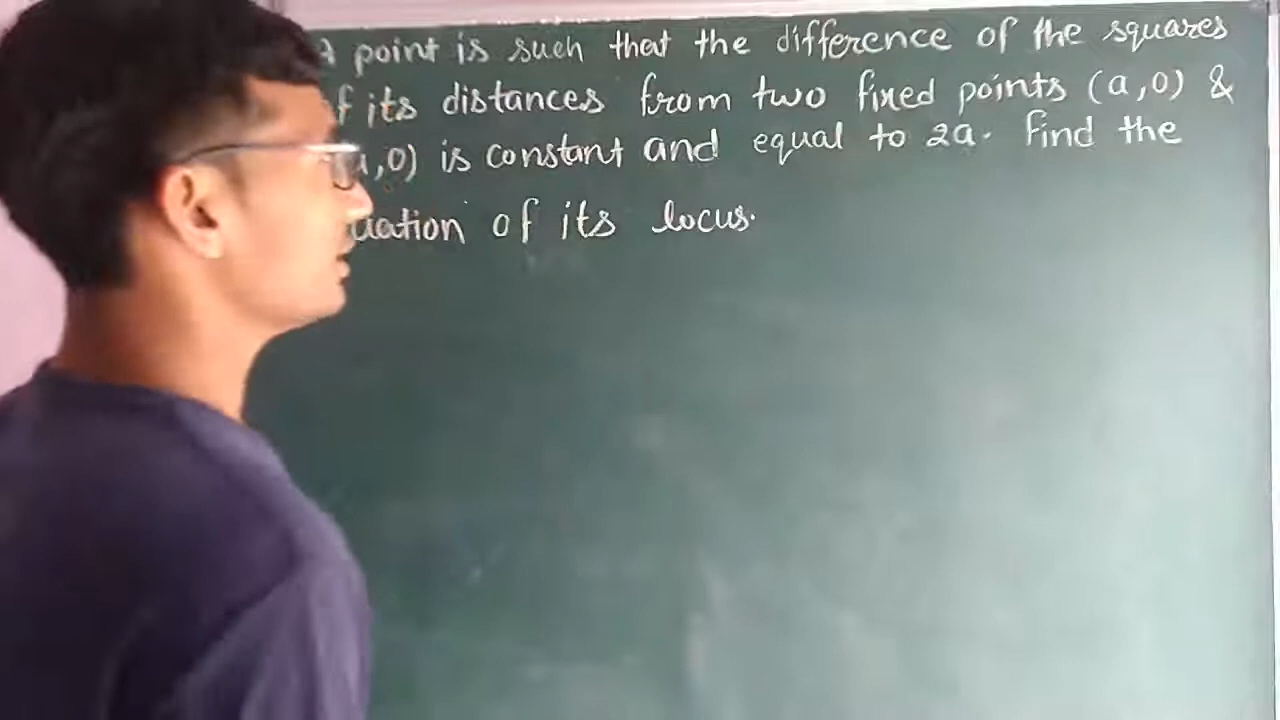 point is such that the difference of the squares
f its distances from two fixed points (a,0) &
a,0) is constant and equal to 2a. Find the
uation of its locus.